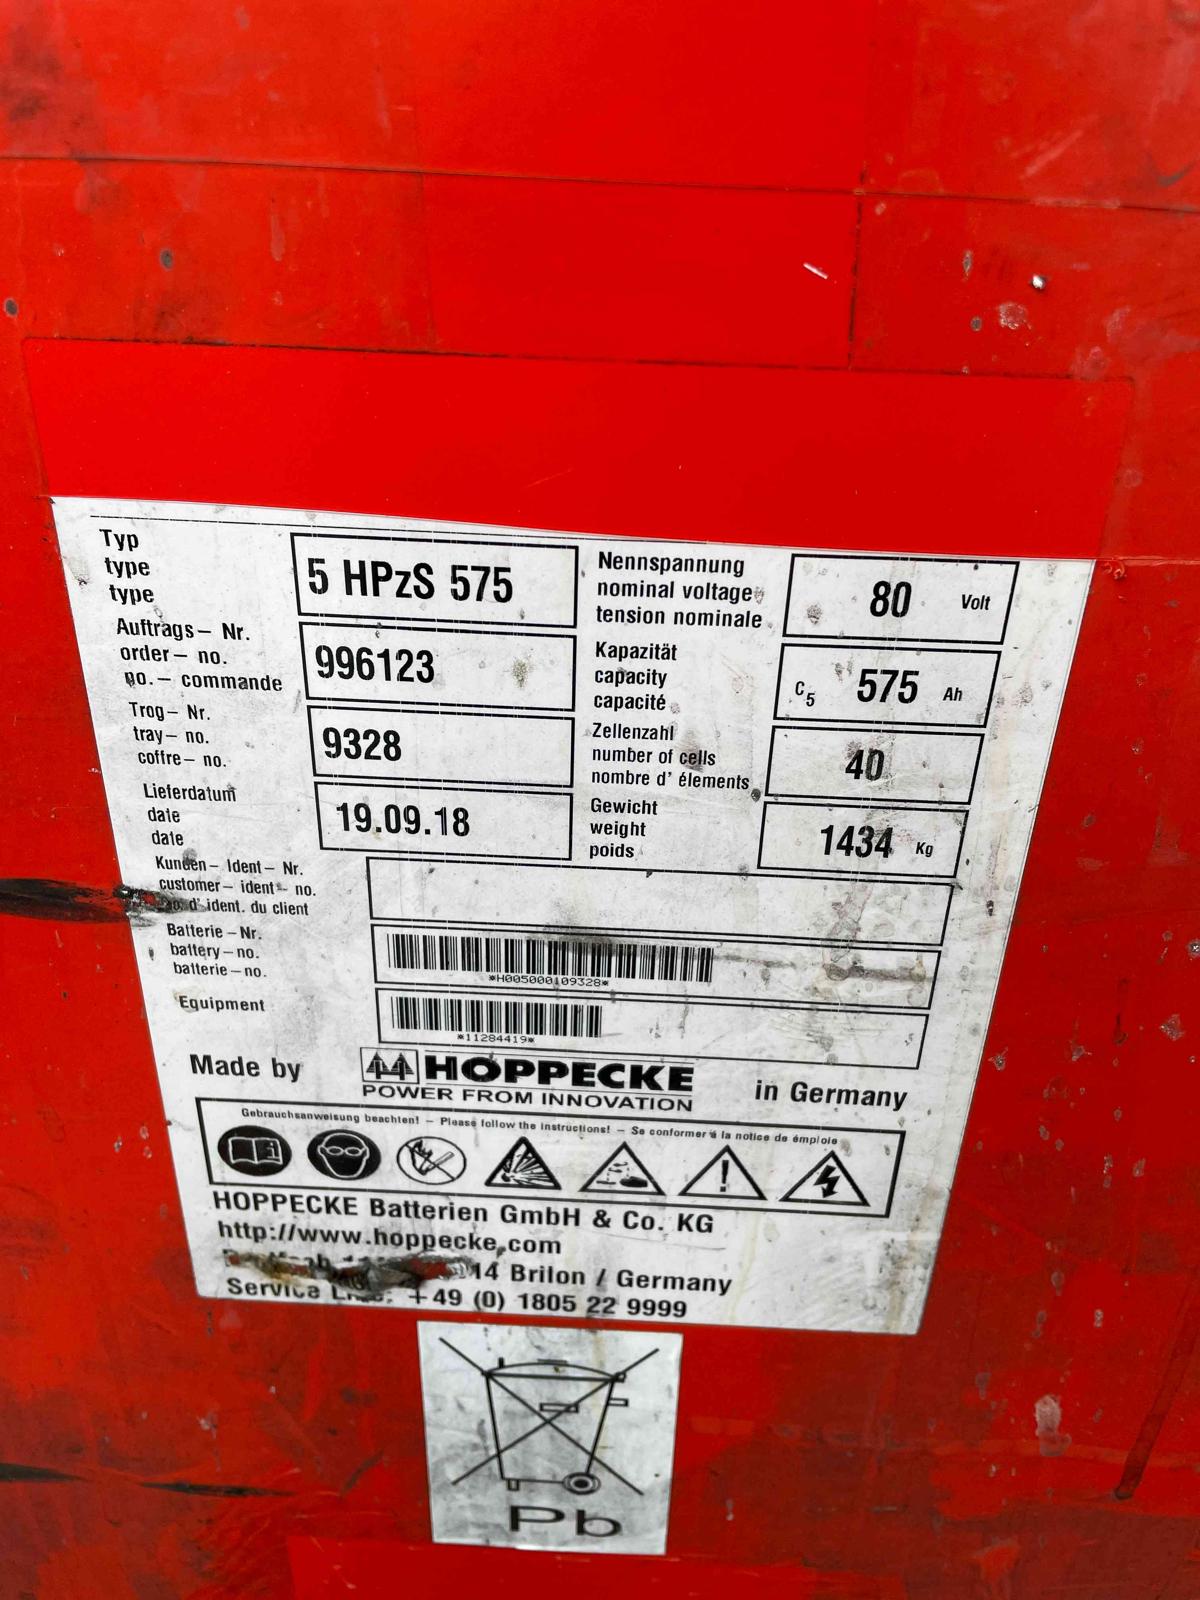 Typ
type
type
5 HPzS 575
Auftrags– Nr.
order– no.
no.– commande
996123
Trog– Nr.
tray– no.
coffre– no.
9328
Lieferdatum
date
date
19.09.18
Nennspannung
nominal voltage
tension nominale
80 Volt
Kapazität
capacity
capacité
C5 575 Ah
Zellenzahl
number of cells
nombre d' élements
40
Gewicht
weight
poids
1434 Kg
Kunden– Ident– Nr.
customer– ident– no.
d' ident. du client
Batterie–Nr.
battery–no.
batterie–no.
*H005000109328*
Equipment
*11284419*
Made by
HOPPECKE
POWER FROM INNOVATION
in Germany
Gebrauchsanweisung beachten! – Please follow the instructions! – Se conformer à la notice de émploie
HOPPECKE Batterien GmbH & Co. KG
http://www.hoppecke.com
14 Brilon / Germany
Service +49 (0) 1805 22 9999
Pb